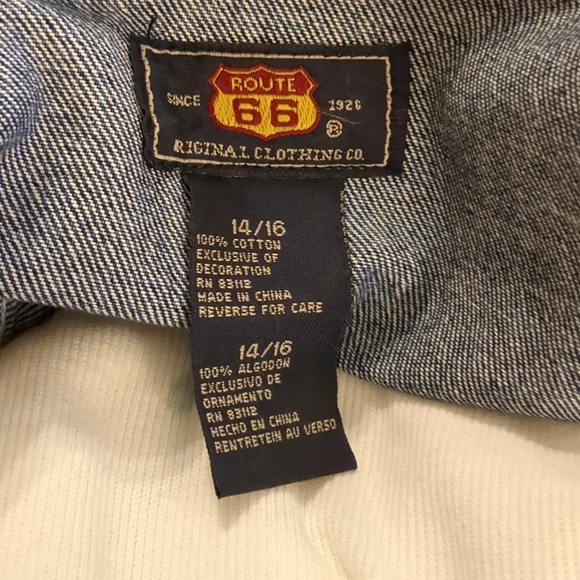 ROUTE
SINCE 66 1926
®
RIGINAL CLOTHING CO.
14/16
100% COTTON
EXCLUSIVE OF
DECORATION
RN 83112
MADE IN CHINA
REVERSE FOR CARE
14/16
100% ALGODON
EXCLUSIVO DE
ORNAMENTO
RN 83112
HECHO EN CHINA
RENTRETEIN AU VERSO